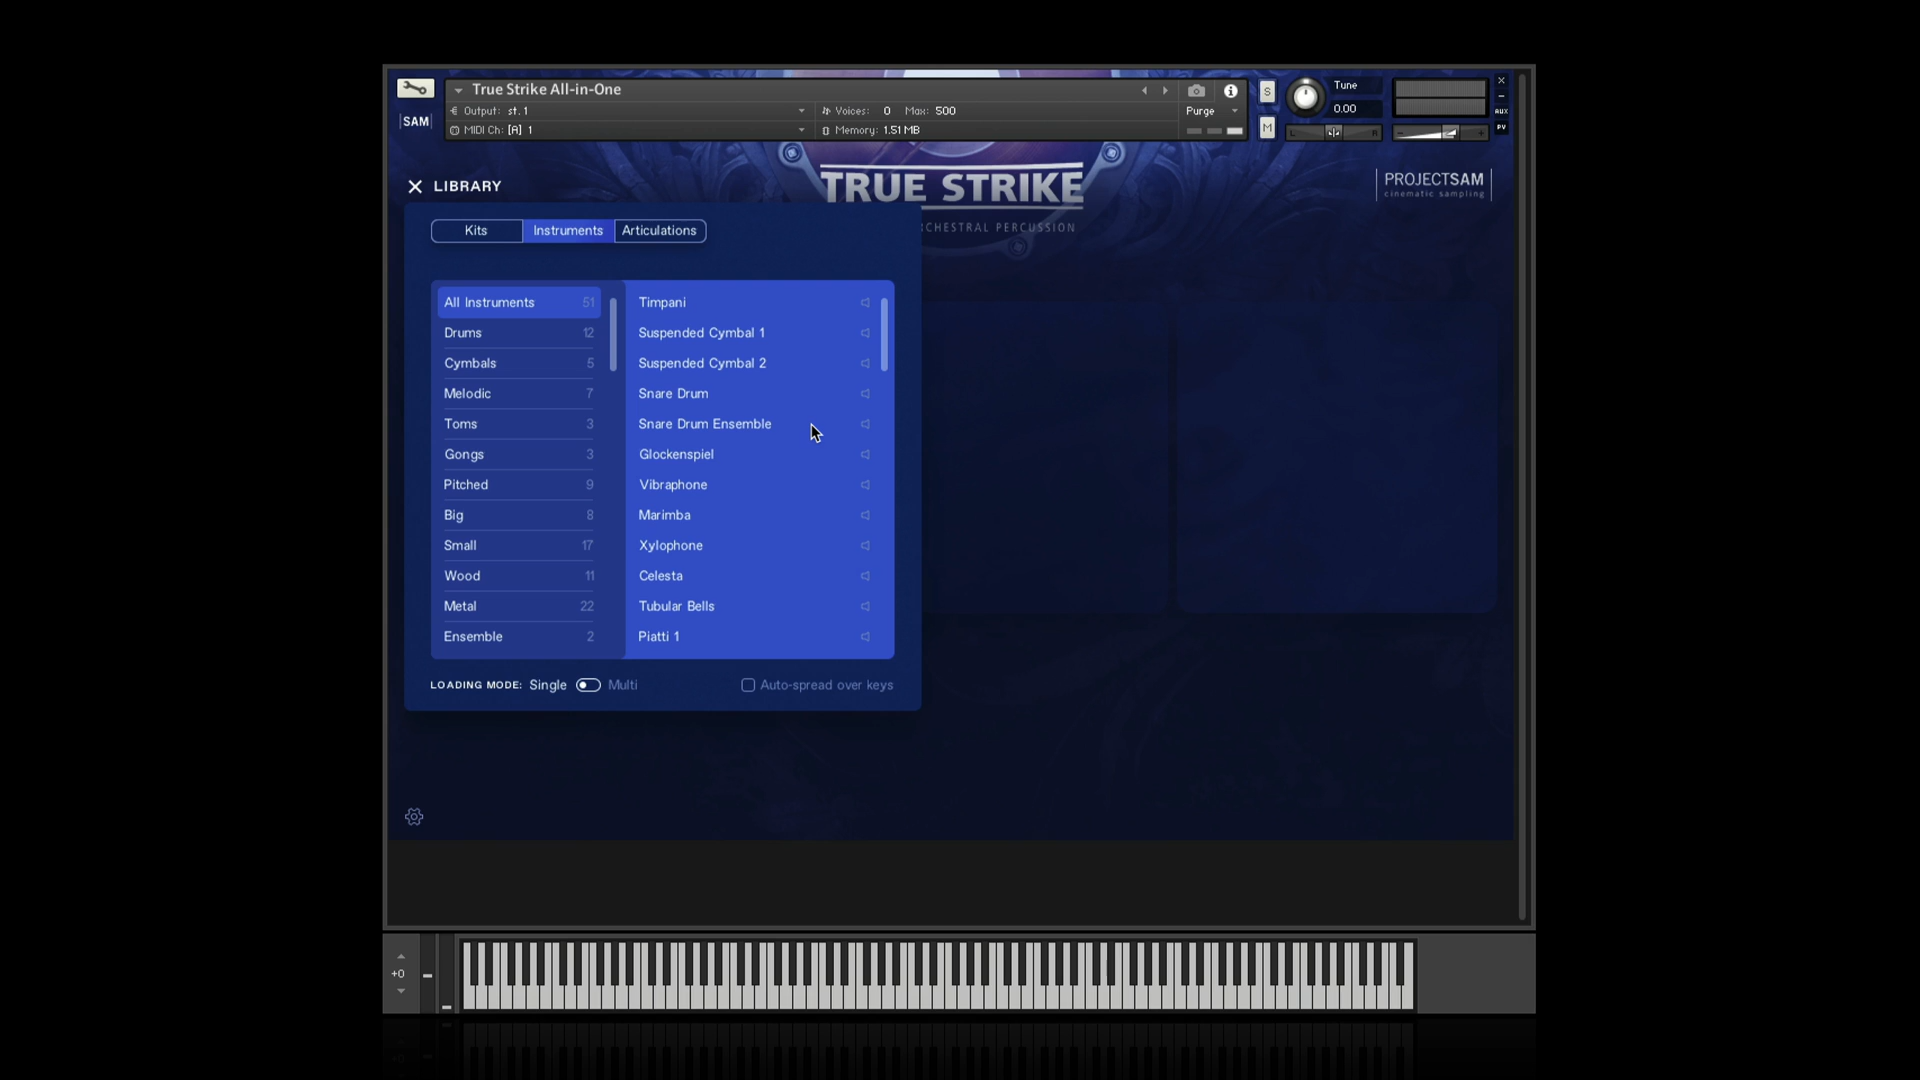 True Strike All-in-One
Output: st.1
Voices: 0 Max: 500
Purge
MIDI Ch: [A] 1
Memory: 1.51 MB
S
M
Tune
0.00
L R
- +
AUX
PV
|SAM|
LIBRARY
TRUE STRIKE
CHESTRAL PERCUSSION
PROJECTSAM
cinematic sampling
Kits
Instruments
Articulations
All Instruments 51
Drums 12
Cymbals 5
Melodic 7
Toms 3
Gongs 3
Pitched 9
Big 8
Small 17
Wood 11
Metal 22
Ensemble 2
Timpani
Suspended Cymbal 1
Suspended Cymbal 2
Snare Drum
Snare Drum Ensemble
Glockenspiel
Vibraphone
Marimba
Xylophone
Celesta
Tubular Bells
Piatti 1
LOADING MODE: Single Multi
Auto-spread over keys
+0